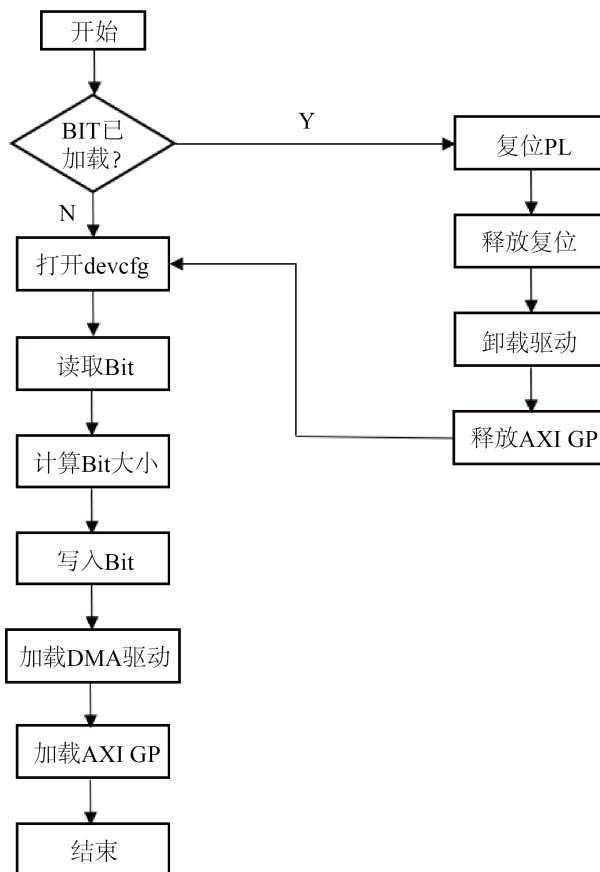 开始
BIT已
加载?
Y
N
复位PL
释放复位
卸载驱动
释放AXI GP
打开devcfg
读取Bit
计算Bit大小
写入Bit
加载DMA驱动
加载AXI GP
结束